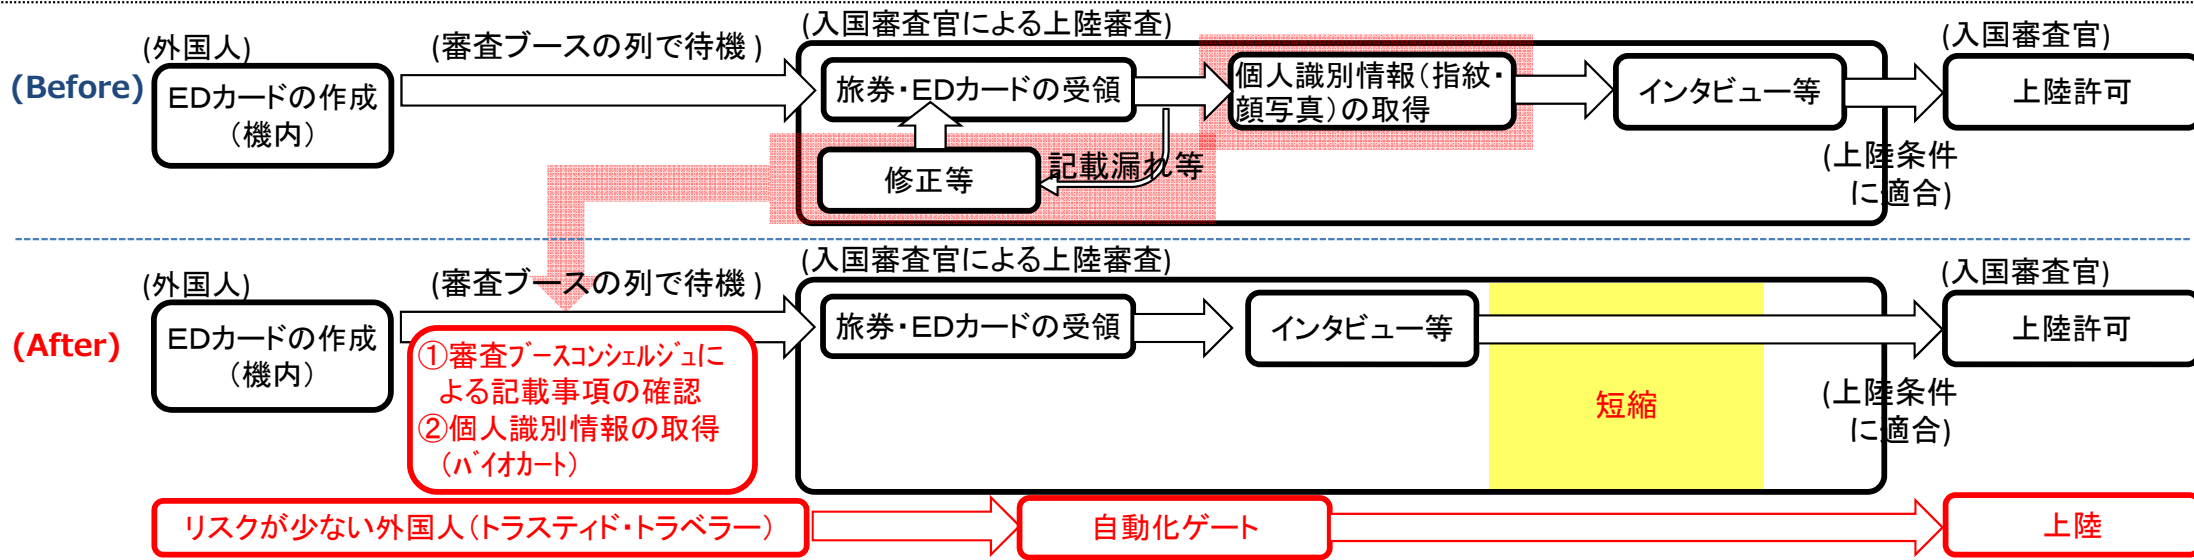 (入国審査官による上陸審査)
(外国人)
(審査ブースの列で待機 )
(入国審査官)
(Before)
EDカードの作成
(機内)
旅券・EDカードの受領
個人識別情報(指紋・
顔写真)の取得
インタビュー等
上陸許可
修正等
記載漏れ等
(上陸条件
に適合)
(入国審査官による上陸審査)
(外国人)
(審査ブースの列で待機 )
(入国審査官)
(After)
EDカードの作成
(機内)
①審査ブースコンシェルジュに
よる記載事項の確認
②個人識別情報の取得
(バイオカート)
旅券・EDカードの受領
インタビュー等
短縮
上陸許可
(上陸条件
に適合)
リスクが少ない外国人(トラスティド・トラベラー)
自動化ゲート
上陸